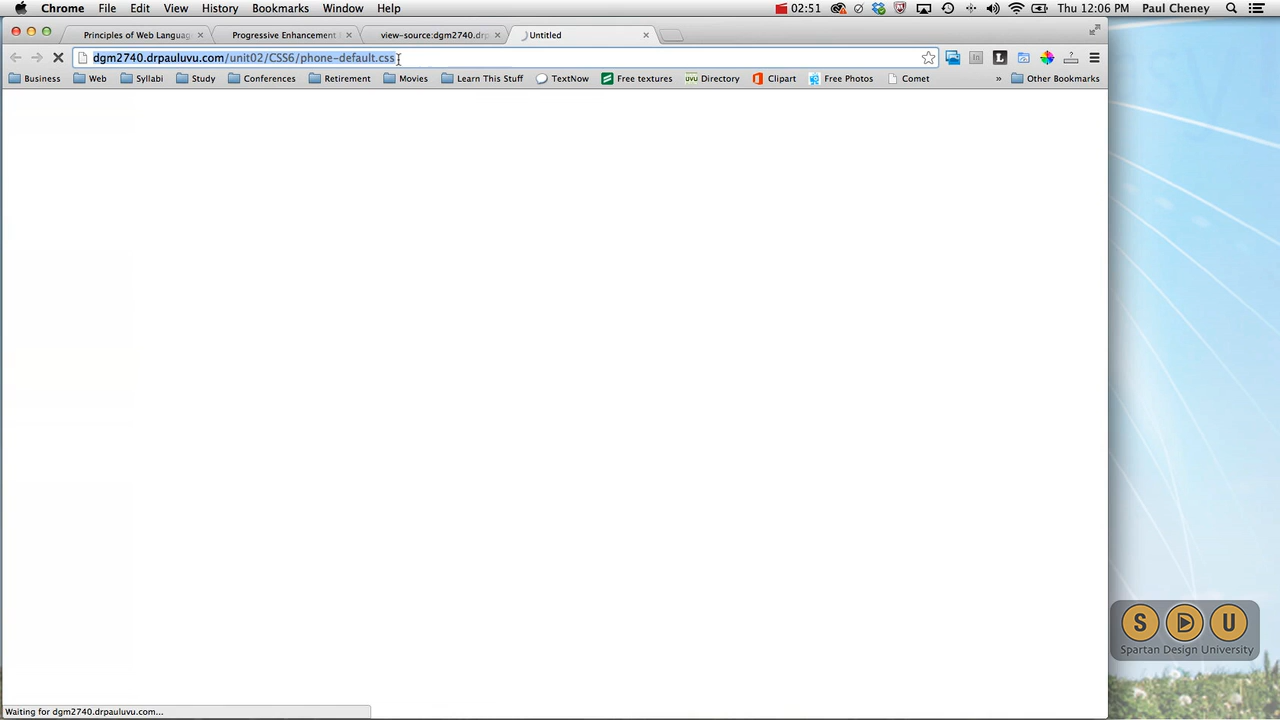 Chrome File Edit View History Bookmarks Window Help 02:51 Thu 12:06 PM Paul Cheney
Principles of Web Languag Progressive Enhancement view-source:dgm2740.drp Untitled
dgm2740.drpauluvu.com/unit02/CSS6/phone-default.css
Business Web Syllabi Study Conferences Retirement Movies Learn This Stuff TextNow Free textures UVU Directory Clipart Free Photos Comet » Other Bookmarks
S D U
Spartan Design University
Waiting for dgm2740.drpauluvu.com...